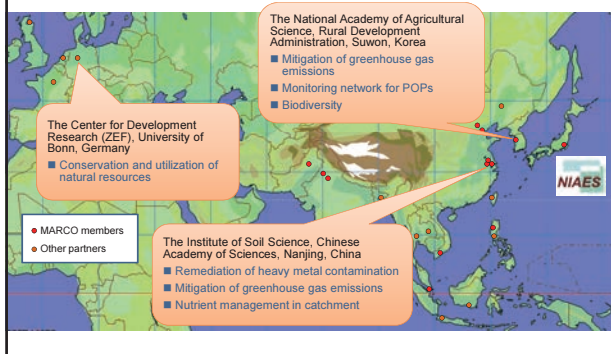 The National Academy of Agricultural
Science, Rural Development
Administration, Suwon, Korea
■ Mitigation of greenhouse gas
emissions
■ Monitoring network for POPs
■ Biodiversity
The Center for Development
Research (ZEF), University of
Bonn, Germany
■ Conservation and utilization of
natural resources
NIAES
MARCO members
Other partners
The Institute of Soil Science, Chinese
Academy of Sciences, Nanjing, China
■ Remediation of heavy metal contamination
■ Mitigation of greenhouse gas emissions
■ Nutrient management in catchment